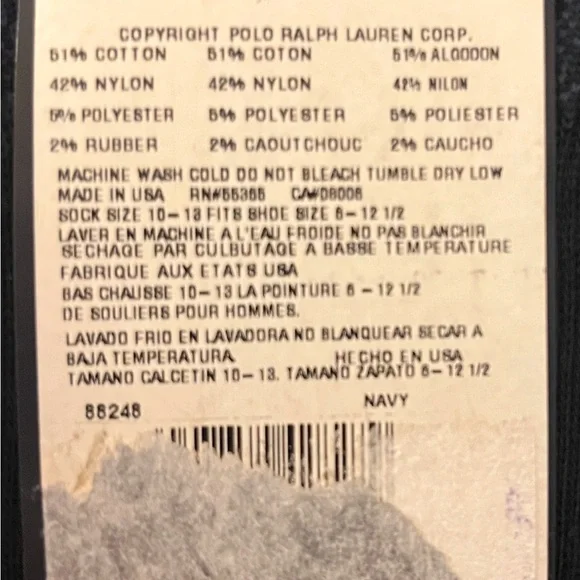 COPYRIGHT POLO RALPH LAUREN CORP.
51% COTTON 51% COTON 51% ALGODON
42% NYLON 42% NYLON 42% NILON
5% POLYESTER 5% POLYESTER 5% POLIESTER
2% RUBBER 2% CAOUTCHOUC 2% CAUCHO
MACHINE WASH COLD DO NOT BLEACH TUMBLE DRY LOW
MADE IN USA RN#55365 CA#08006
SOCK SIZE 10-13 FITS SHOE SIZE 6-12 1/2
LAVER EN MACHINE A L'EAU FROIDE NO PAS BLANCHIR
SECHAGE PAR CULBUTAGE A BASSE TEMPERATURE
FABRIQUE AUX ETATS USA
BAS CHAUSSE 10-13 LA POINTURE 6-12 1/2
DE SOULIERS POUR HOMMES.
LAVADO FRIO EN LAVADORA NO BLANQUEAR SECAR A
BAJA TEMPERATURA HECHO EN USA
TAMANO CALCETIN 10-13. TAMANO ZAPATO 6-12 1/2
88248 NAVY